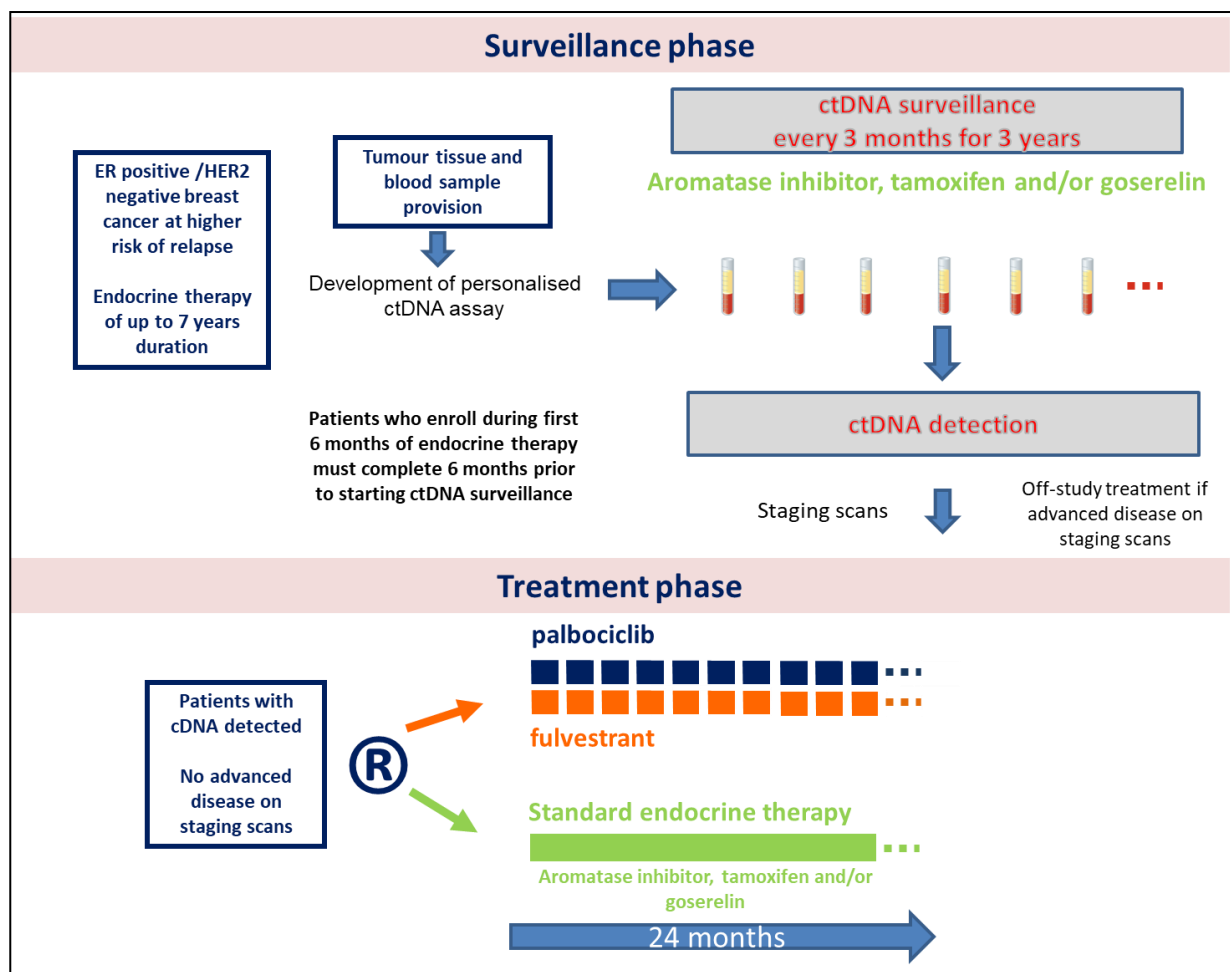 Surveillance phase
ctDNA surveillance
every 3 months for 3 years
ER positive /HER2
negative breast
cancer at higher
risk of relapse
Endocrine therapy
of up to 7 years
duration
Tumour tissue and
blood sample
provision
Aromatase inhibitor, tamoxifen and/or goserelin
Development of personalised
ctDNA assay
...
Patients who enroll during first
6 months of endocrine therapy
must complete 6 months prior
to starting ctDNA surveillance
ctDNA detection
Staging scans
Off-study treatment if
advanced disease on
staging scans
Treatment phase
Patients with
cDNA detected
No advanced
disease on
staging scans
R
palbociclib
...
...
fulvestrant
Standard endocrine therapy
...
Aromatase inhibitor, tamoxifen and/or
goserelin
24 months